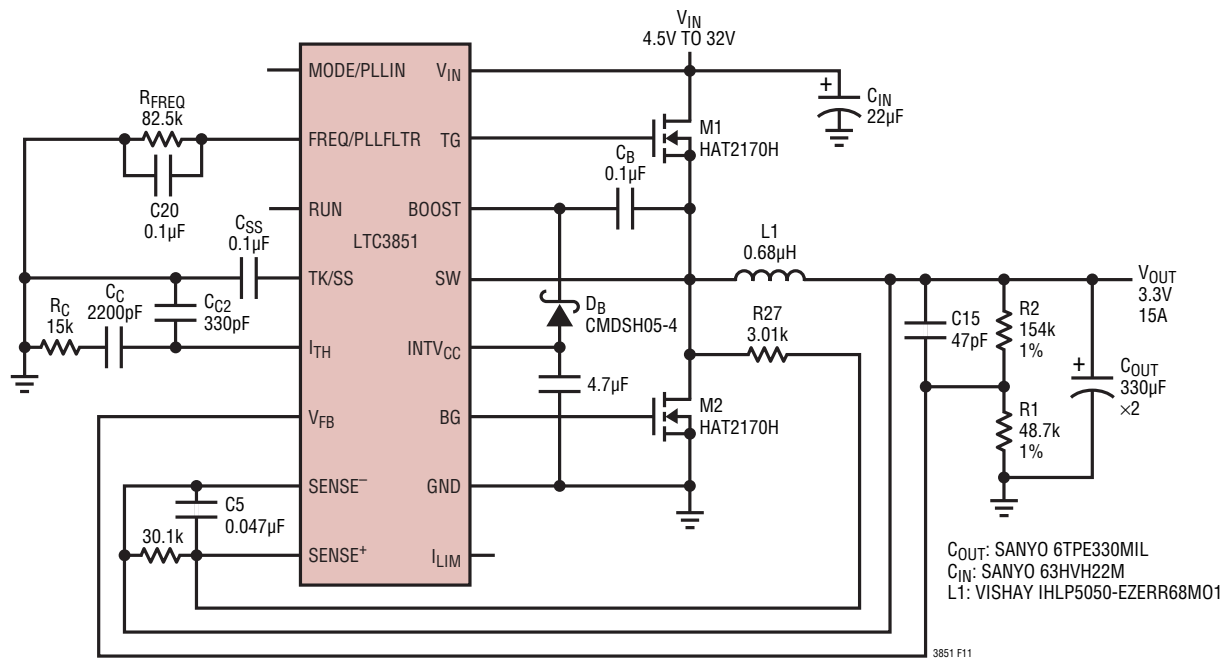 VIN
4.5V TO 32V
MODE/PLLIN
VIN
CIN
22µF
+
RFREQ
82.5k
FREQ/PLLFLTR
TG
M1
HAT2170H
C20
0.1µF
CB
0.1µF
RUN
BOOST
LTC3851
CSS
0.1µF
TK/SS
SW
L1
0.68µH
VOUT
3.3V
15A
RC
15k
CC
2200pF
CC2
330pF
DB
CMDSH05-4
R27
3.01k
C15
47pF
R2
154k
1%
ITH
INTVCC
4.7µF
+
COUT
330µF
×2
VFB
BG
M2
HAT2170H
R1
48.7k
1%
SENSE–
GND
C5
0.047µF
30.1k
SENSE+
ILIM
COUT: SANYO 6TPE330MIL
CIN: SANYO 63HVH22M
L1: VISHAY IHLP5050-EZERR68MO1
3851 F11